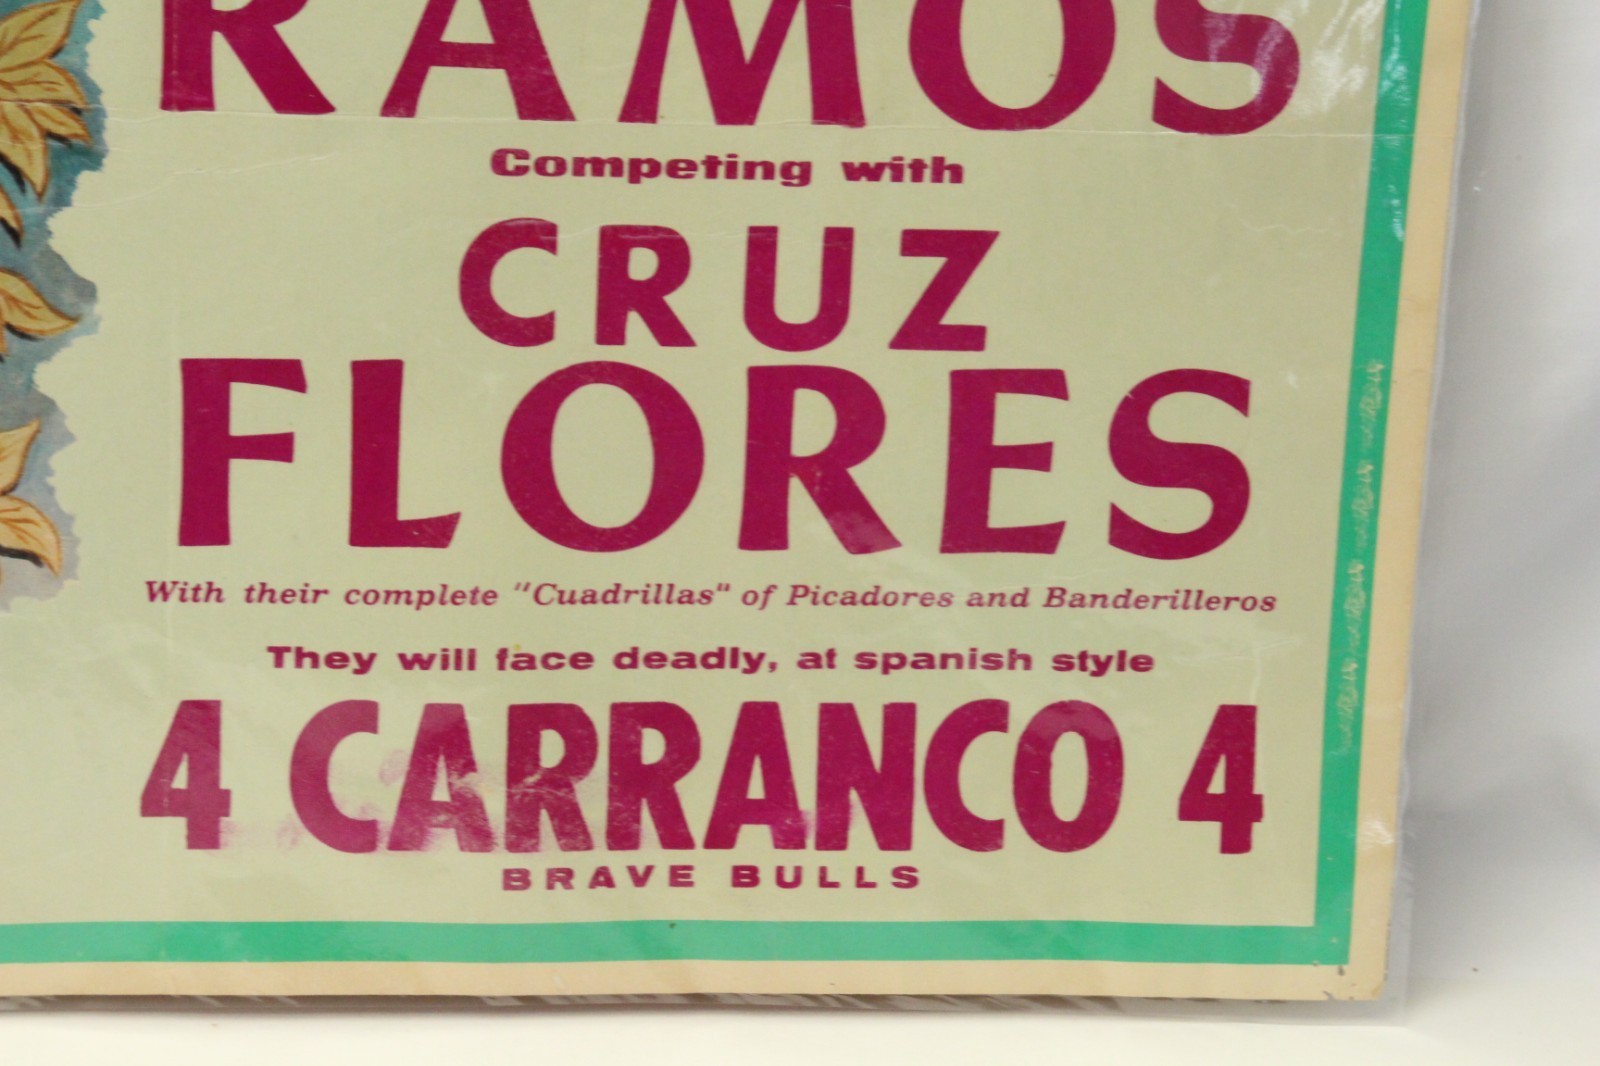 RAMOS
Competing with
CRUZ
FLORES
With their complete "Cuadrillas" of Picadores and Banderilleros
They will face deadly, at spanish style
4 CARRANCO 4
BRAVE BULLS